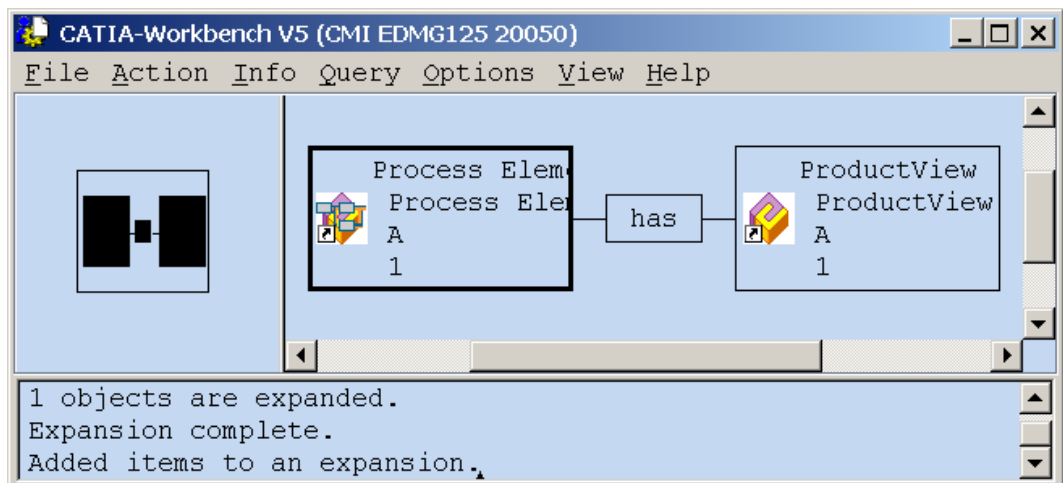 CATIA-Workbench V5 (CMI EDMG125 20050)
File Action Info Query Options View Help
Process Elem
Process Elem
A
1
has
ProductView
ProductView
A
1
1 objects are expanded.
Expansion complete.
Added items to an expansion.